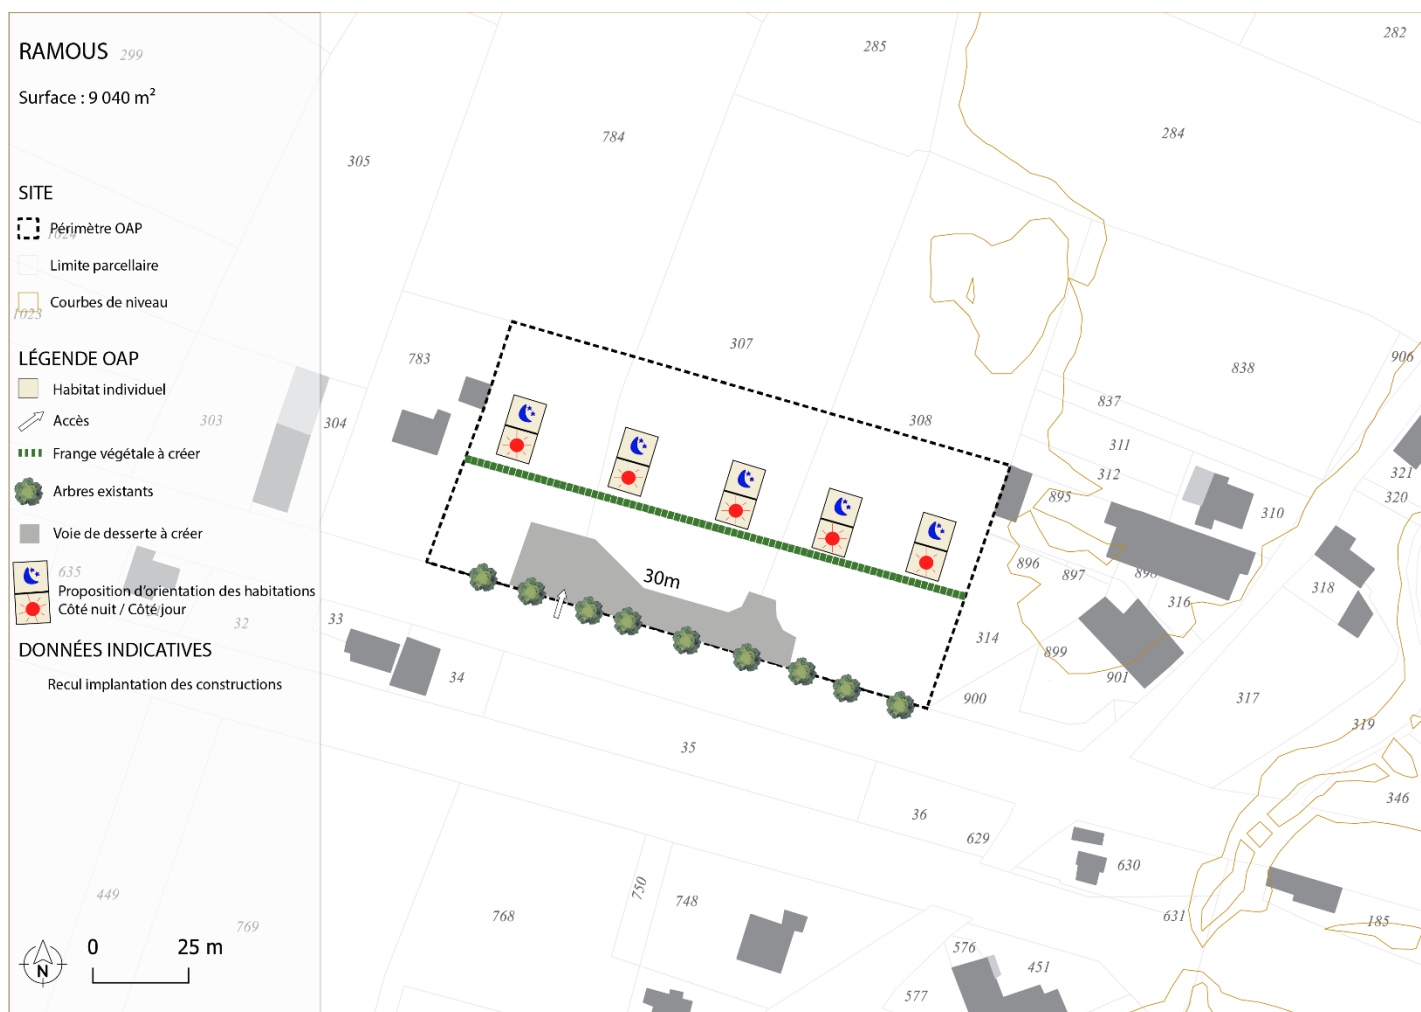 RAMOUS
299
Surface : 9 040 m²
SITE
Périmètre OAP
1024
Limite parcellaire
Courbes de niveau
1023
LÉGENDE OAP
Habitat individuel
Accès
303
Frange végétale à créer
Arbres existants
Voie de desserte à créer
635
Proposition d'orientation des habitations
Côté nuit / Côté jour
32
DONNÉES INDICATIVES
Recul implantation des constructions
449
769
0
25 m
N
282
285
284
784
305
307
783
308
304
838
906
837
311
312
321
320
895
310
896
897
316
318
30m
33
314
899
34
901
900
317
319
35
346
36
629
630
750
748
768
631
185
576
451
577